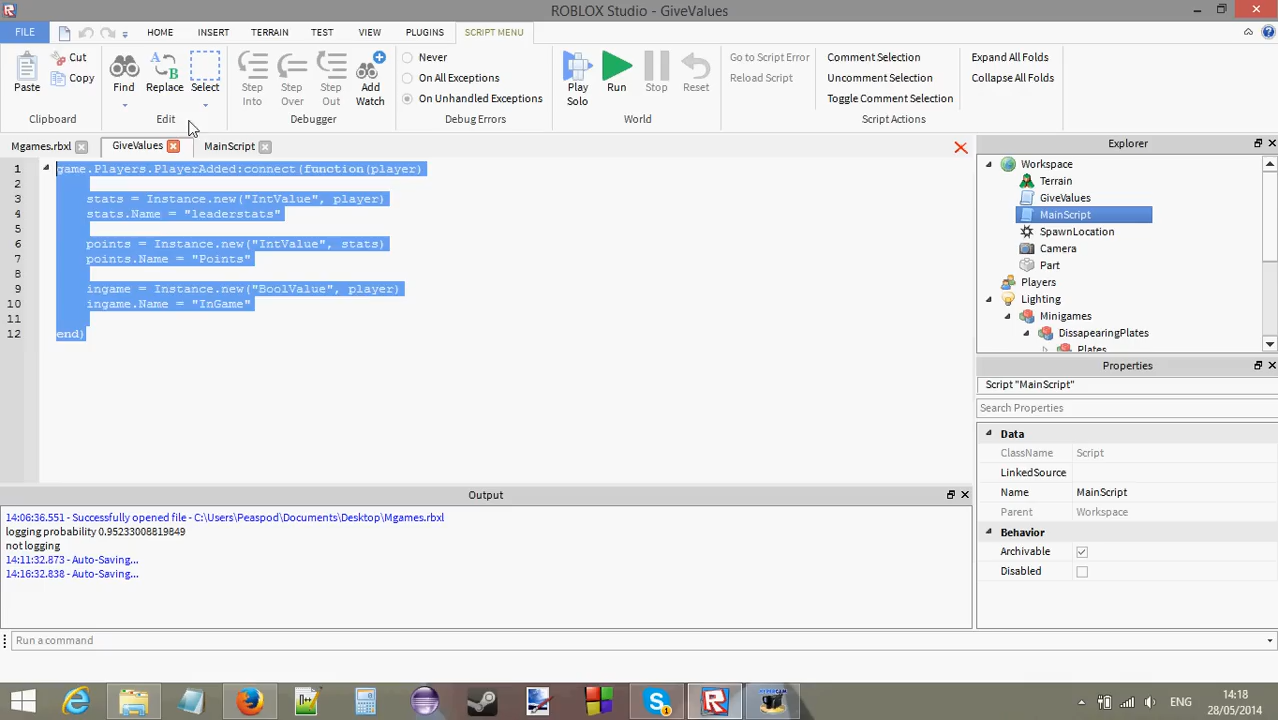 ROBLOX Studio - GiveValues
FILE HOME INSERT TERRAIN TEST VIEW PLUGINS SCRIPT MENU
Paste Cut Copy Find Replace Select Step Into Step Over Step Out Add Watch
Never
On All Exceptions
On Unhandled Exceptions
Play Solo Run Stop Reset
Go to Script Error
Reload Script
Comment Selection
Uncomment Selection
Toggle Comment Selection
Expand All Folds
Collapse All Folds
Clipboard Edit Debugger Debug Errors World Script Actions
Mgames.rbxl GiveValues MainScript
1 game.Players.PlayerAdded:connect(function(player)
2
3 stats = Instance.new("IntValue", player)
4 stats.Name = "leaderstats"
5
6 points = Instance.new("IntValue", stats)
7 points.Name = "Points"
8
9 ingame = Instance.new("BoolValue", player)
10 ingame.Name = "InGame"
11
12 end)
Explorer
Workspace
Terrain
GiveValues
MainScript
SpawnLocation
Camera
Part
Players
Lighting
Minigames
DissapearingPlates
Plates
Properties
Script "MainScript"
Search Properties
Data
ClassName Script
LinkedSource
Name MainScript
Parent Workspace
Behavior
Archivable
Disabled
Output
14:06:36.551 - Successfully opened file - C:\Users\Peaspod\Documents\Desktop\Mgames.rbxl
logging probability 0.95233008819849
not logging
14:11:32.873 - Auto-Saving...
14:16:32.838 - Auto-Saving...
Run a command
HYPERCAM
ENG
14:18
28/05/2014